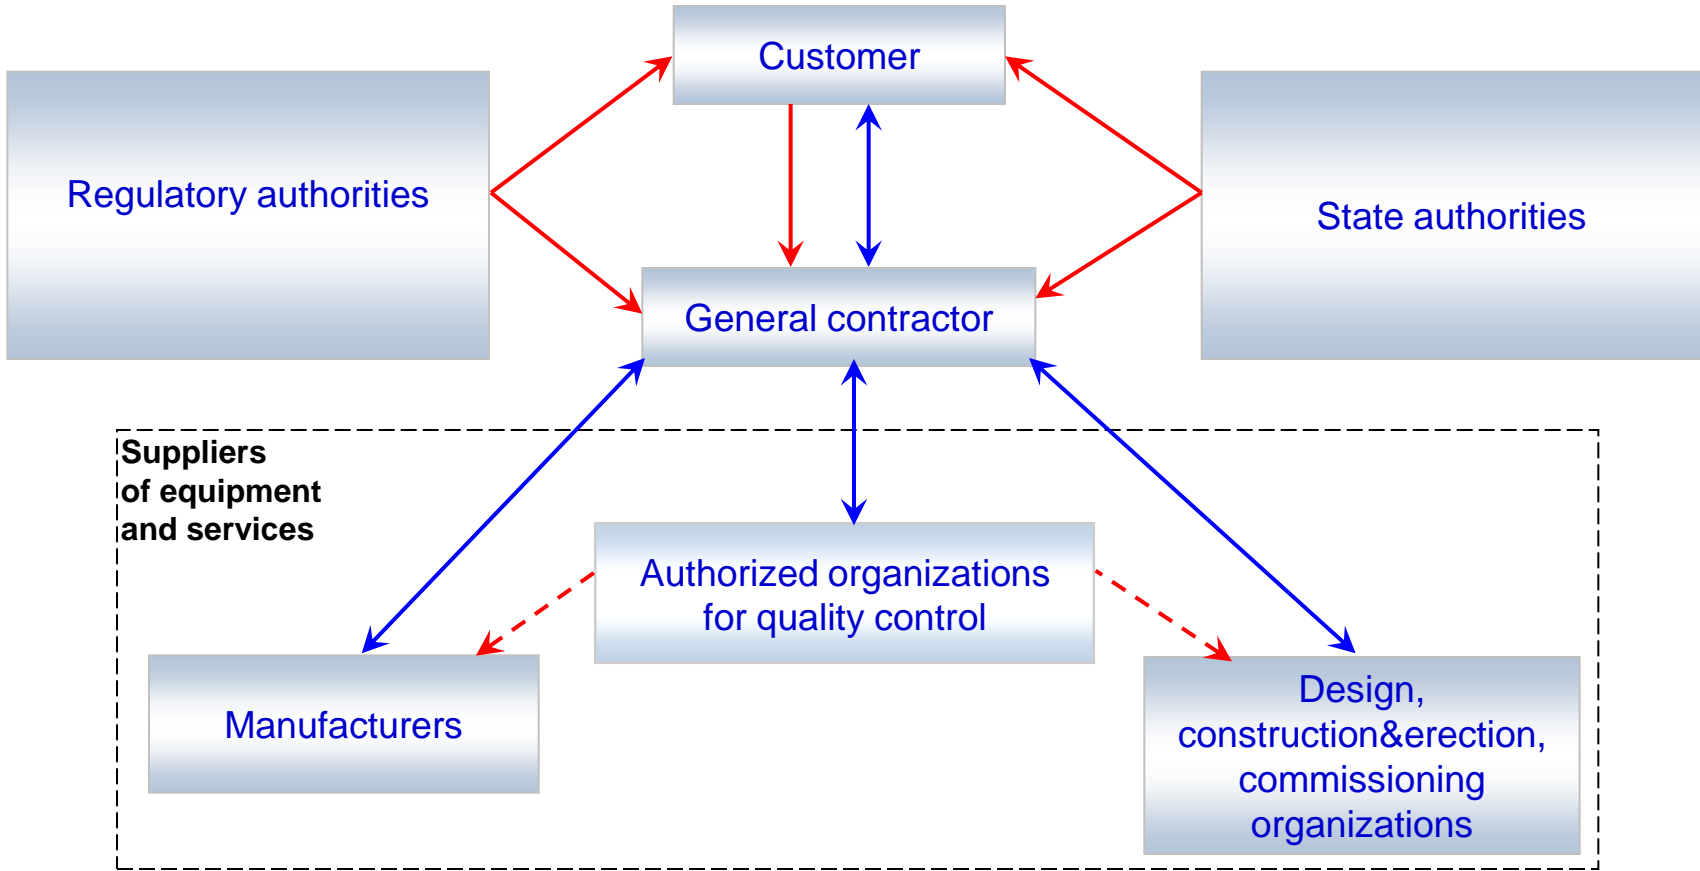 Customer
Regulatory authorities
State authorities
General contractor
Suppliers
of equipment
and services
Authorized organizations
for quality control
Manufacturers
Design,
construction&erection,
commissioning
organizations